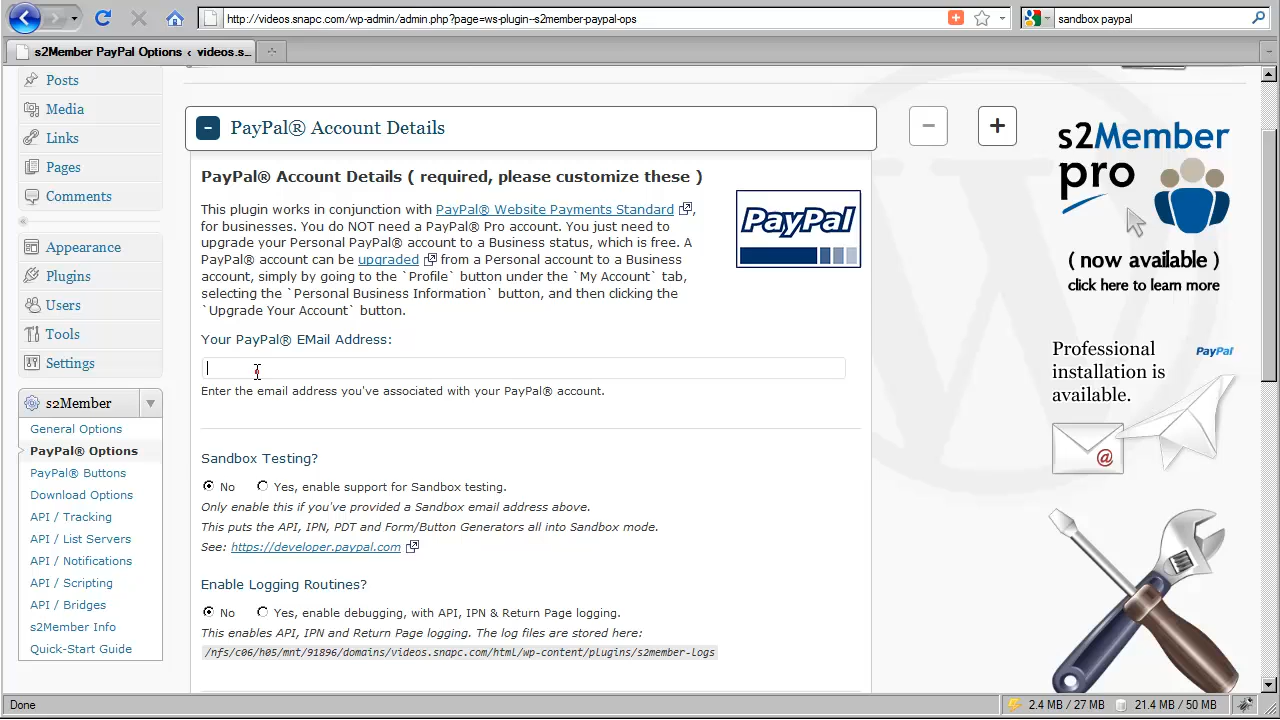 http://videos.snapc.com/wp-admin/admin.php?page=ws-plugin--s2member-paypal-ops
sandbox paypal
s2Member PayPal Options ‹ videos.s...
Posts
Media
Links
Pages
Comments
Appearance
Plugins
Users
Tools
Settings
s2Member
General Options
PayPal® Options
PayPal® Buttons
Download Options
API / Tracking
API / List Servers
API / Notifications
API / Scripting
API / Bridges
s2Member Info
Quick-Start Guide
PayPal® Account Details
PayPal® Account Details ( required, please customize these )
This plugin works in conjunction with PayPal® Website Payments Standard ,
for businesses. You do NOT need a PayPal® Pro account. You just need to
upgrade your Personal PayPal® account to a Business status, which is free. A
PayPal® account can be upgraded from a Personal account to a Business
account, simply by going to the `Profile` button under the `My Account` tab,
selecting the `Personal Business Information` button, and then clicking the
`Upgrade Your Account` button.
PayPal
Your PayPal® EMail Address:
Enter the email address you've associated with your PayPal® account.
Sandbox Testing?
No Yes, enable support for Sandbox testing.
Only enable this if you've provided a Sandbox email address above.
This puts the API, IPN, PDT and Form/Button Generators all into Sandbox mode.
See: https://developer.paypal.com
Enable Logging Routines?
No Yes, enable debugging, with API, IPN & Return Page logging.
This enables API, IPN and Return Page logging. The log files are stored here:
/nfs/c06/h05/mnt/91896/domains/videos.snapc.com/html/wp-content/plugins/s2member-logs
s2Member
pro
( now available )
click here to learn more
Professional
installation is
available.
PayPal
@
Done
2.4 MB / 27 MB
21.4 MB / 50 MB